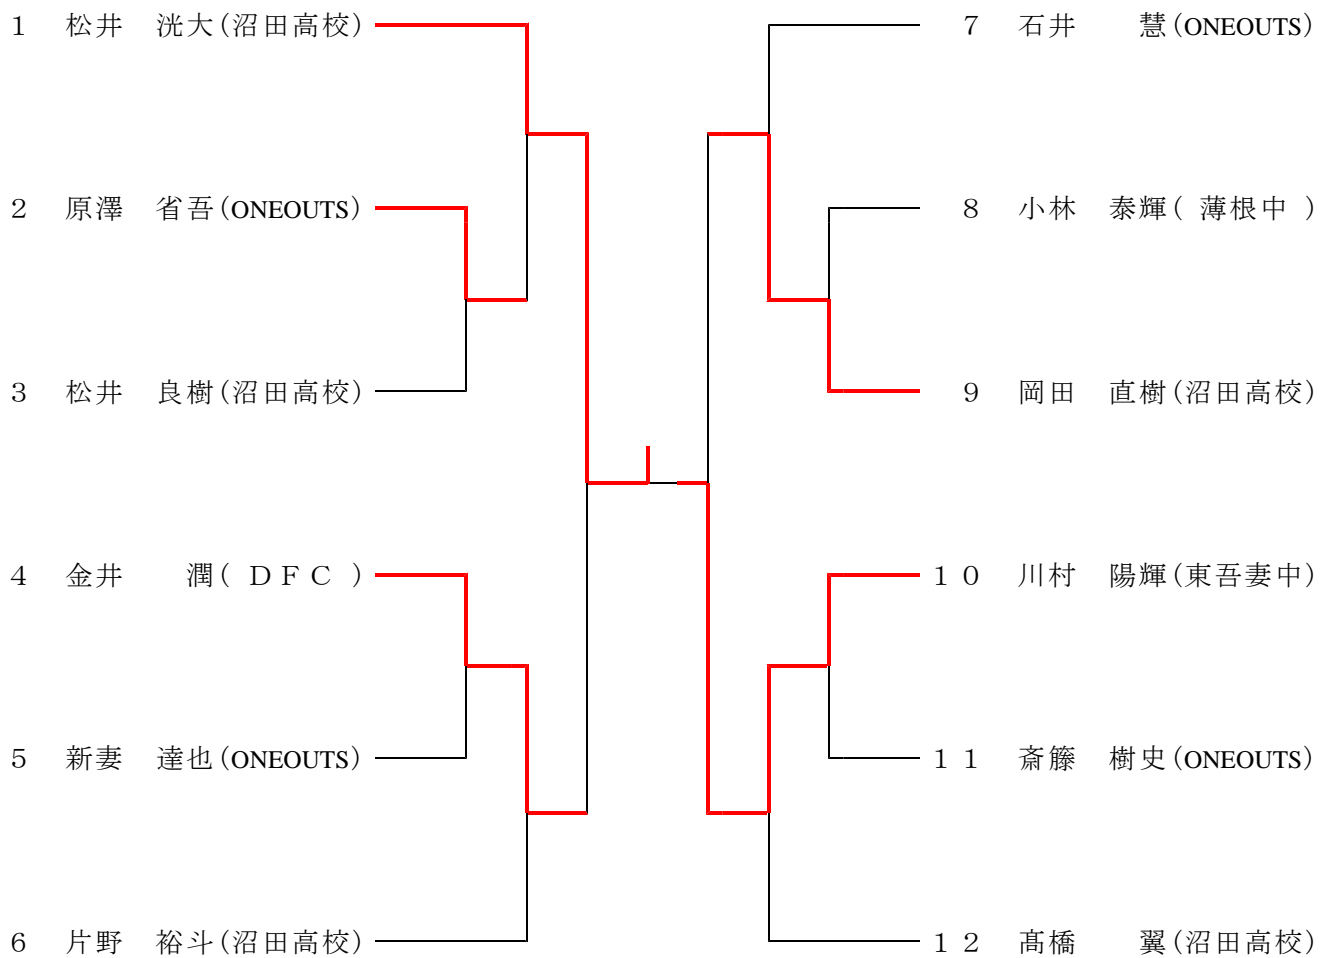 １ 松井　洸大(沼田高校)
２ 原澤　省吾(ONEOUTS)
３ 松井　良樹(沼田高校)
４ 金井　　潤( ＤＦＣ )
５ 新妻　達也(ONEOUTS)
６ 片野　裕斗(沼田高校)
７ 石井　　慧(ONEOUTS)
８ 小林　泰輝( 薄根中 )
９ 岡田　直樹(沼田高校)
１０ 川村　陽輝(東吾妻中)
１１ 斎籐　樹史(ONEOUTS)
１２ 髙橋　　翼(沼田高校)